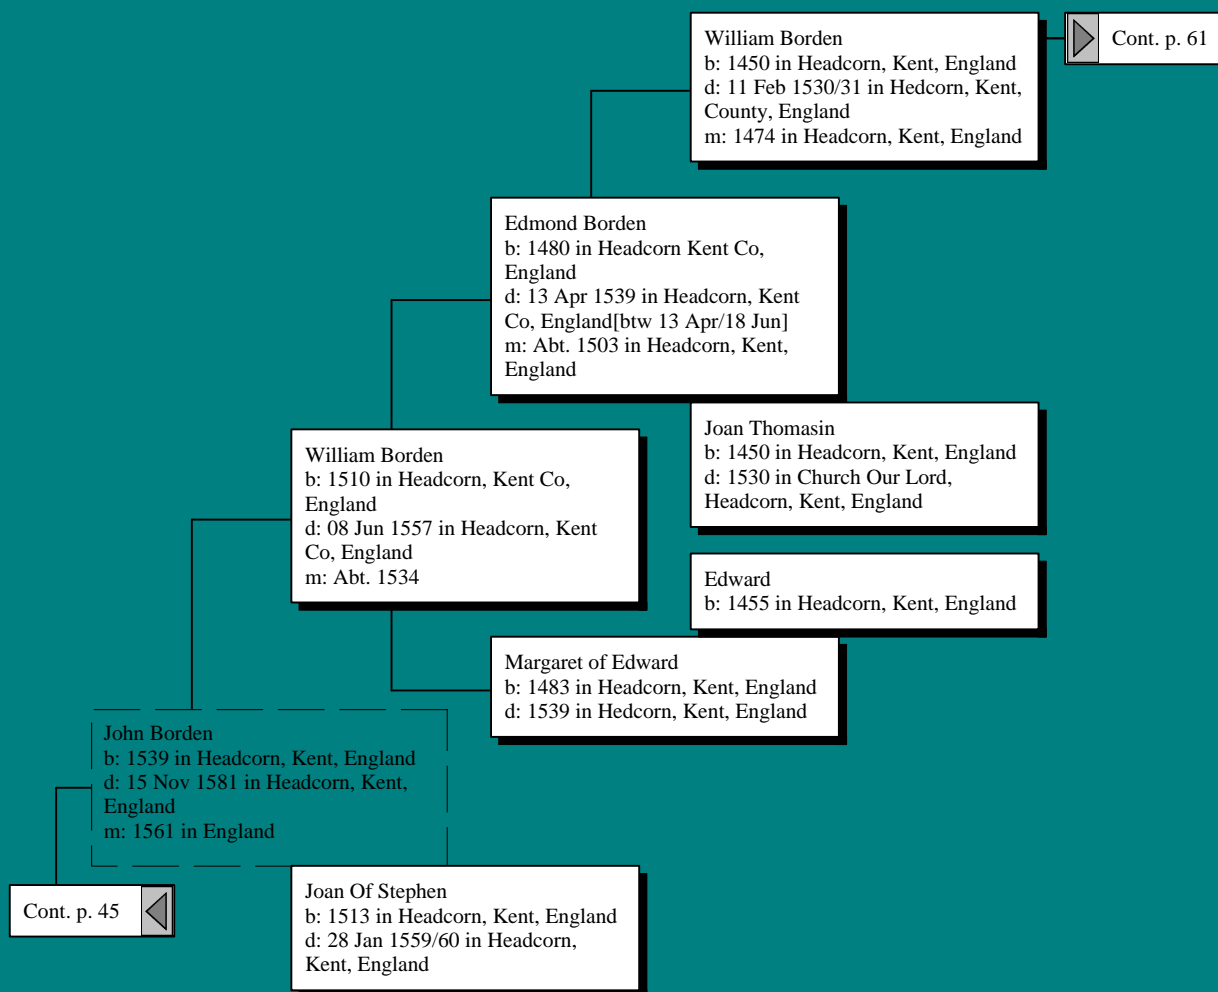 William Borden
b: 1450 in Headcorn, Kent, England
d: 11 Feb 1530/31 in Hedcorn, Kent,
County, England
m: 1474 in Headcorn, Kent, England
Cont. p. 61
Edmond Borden
b: 1480 in Headcorn Kent Co,
England
d: 13 Apr 1539 in Headcorn, Kent
Co, England[btw 13 Apr/18 Jun]
m: Abt. 1503 in Headcorn, Kent,
England
Joan Thomasin
b: 1450 in Headcorn, Kent, England
d: 1530 in Church Our Lord,
Headcorn, Kent, England
William Borden
b: 1510 in Headcorn, Kent Co,
England
d: 08 Jun 1557 in Headcorn, Kent
Co, England
m: Abt. 1534
Edward
b: 1455 in Headcorn, Kent, England
Margaret of Edward
b: 1483 in Headcorn, Kent, England
d: 1539 in Hedcorn, Kent, England
John Borden
b: 1539 in Headcorn, Kent, England
d: 15 Nov 1581 in Headcorn, Kent,
England
m: 1561 in England
Cont. p. 45
Joan Of Stephen
b: 1513 in Headcorn, Kent, England
d: 28 Jan 1559/60 in Headcorn,
Kent, England